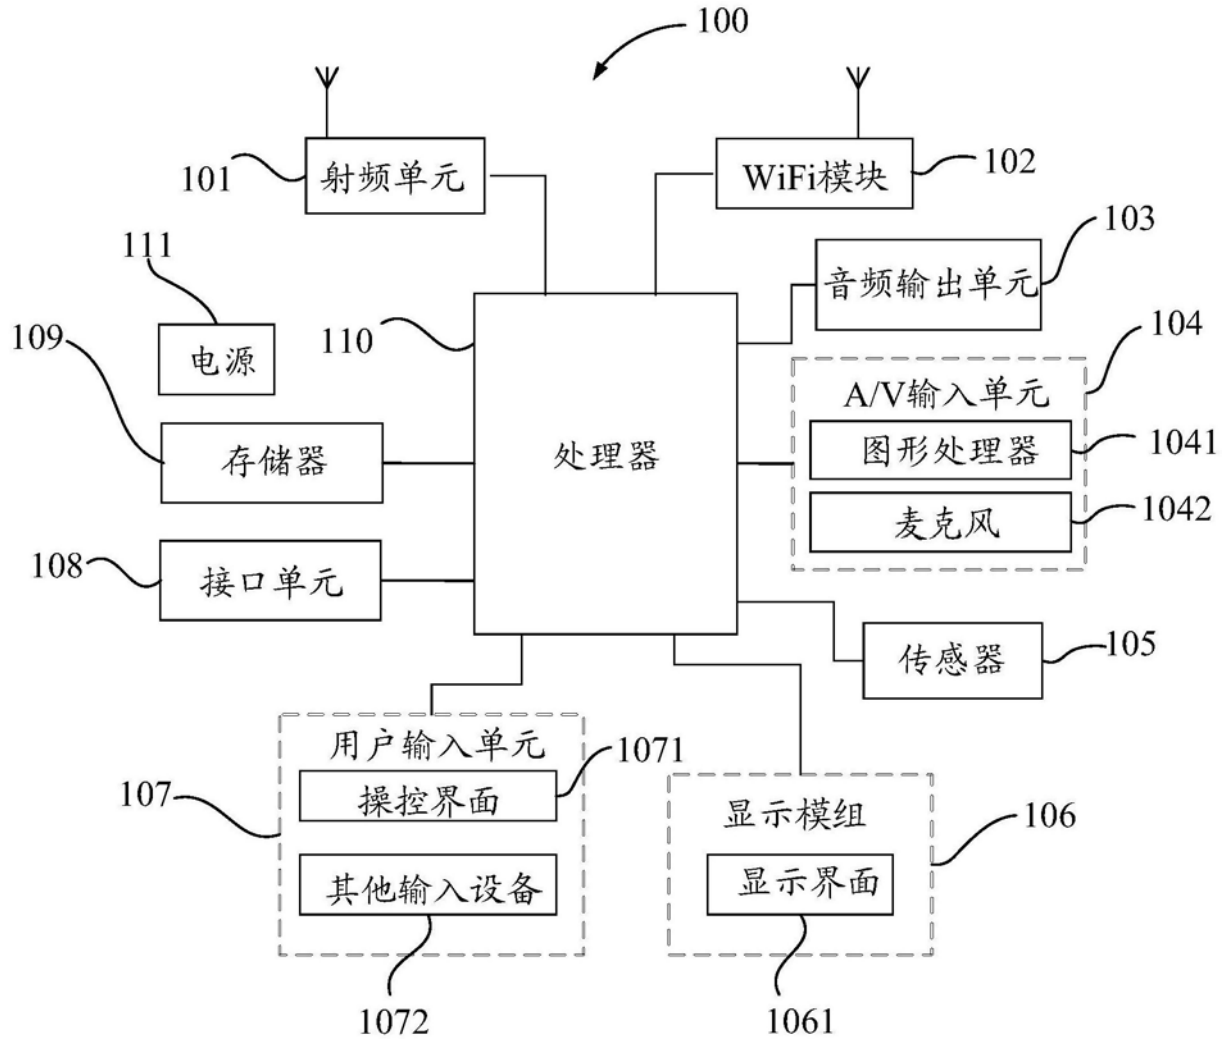 100
101
射频单元
WiFi模块
102
111
103
音频输出单元
109
电源
110
104
A/V输入单元
存储器
处理器
图形处理器
1041
麦克风
1042
108
接口单元
传感器
105
用户输入单元
1071
107
操控界面
显示模组
106
其他输入设备
显示界面
1072
1061